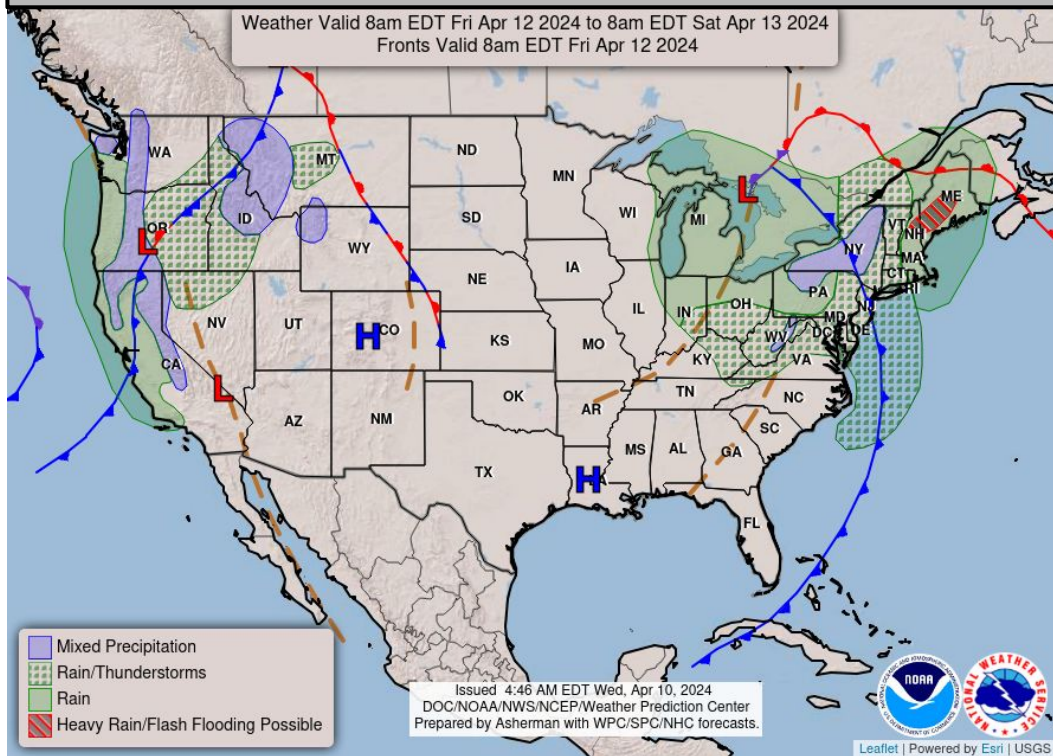 Weather Valid 8am EDT Fri Apr 12 2024 to 8am EDT Sat Apr 13 2024
Fronts Valid 8am EDT Fri Apr 12 2024
WA
MT
ND
MN
ME
OR
L
ID
SD
WI
MI
L
VT
NH
NY
MA
CT
RI
WY
NE
IA
PA
NJ
NV
UT
H
CO
KS
IL
IN
OH
MO
WV
MD
DC
DE
VA
KY
CA
L
AZ
NM
OK
AR
TN
NC
SC
TX
MS
AL
GA
H
FL
Mixed Precipitation
Rain/Thunderstorms
Rain
Heavy Rain/Flash Flooding Possible
Issued 4:46 AM EDT Wed, Apr 10, 2024
DOC/NOAA/NWS/NCEP/Weather Prediction Center
Prepared by Asherman with WPC/SPC/NHC forecasts.
NOAA
NATIONAL WEATHER SERVICE
Leaflet | Powered by Esri | USGS